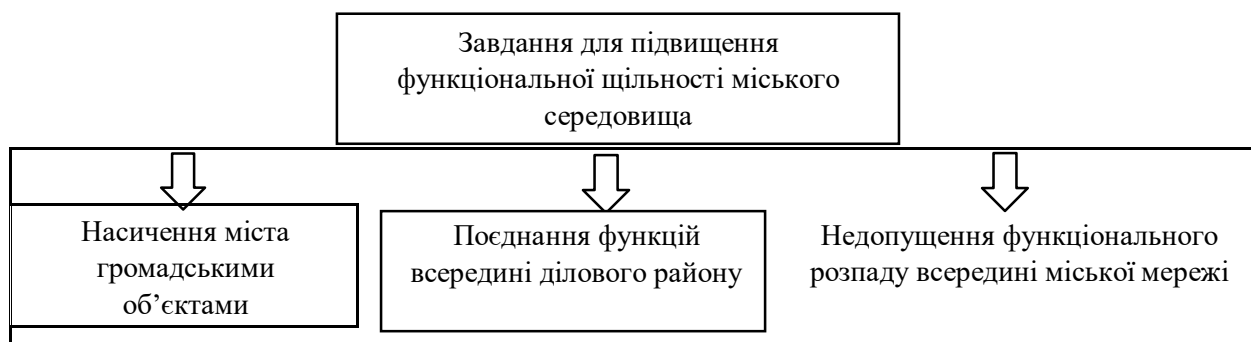 Завдання для підвищення
функціональної щільності міського
середовища
Насичення міста
громадськими
об’єктами
Поєднання функцій
всередині ділового району
Недопущення функціонального
розпаду всередині міської мережі